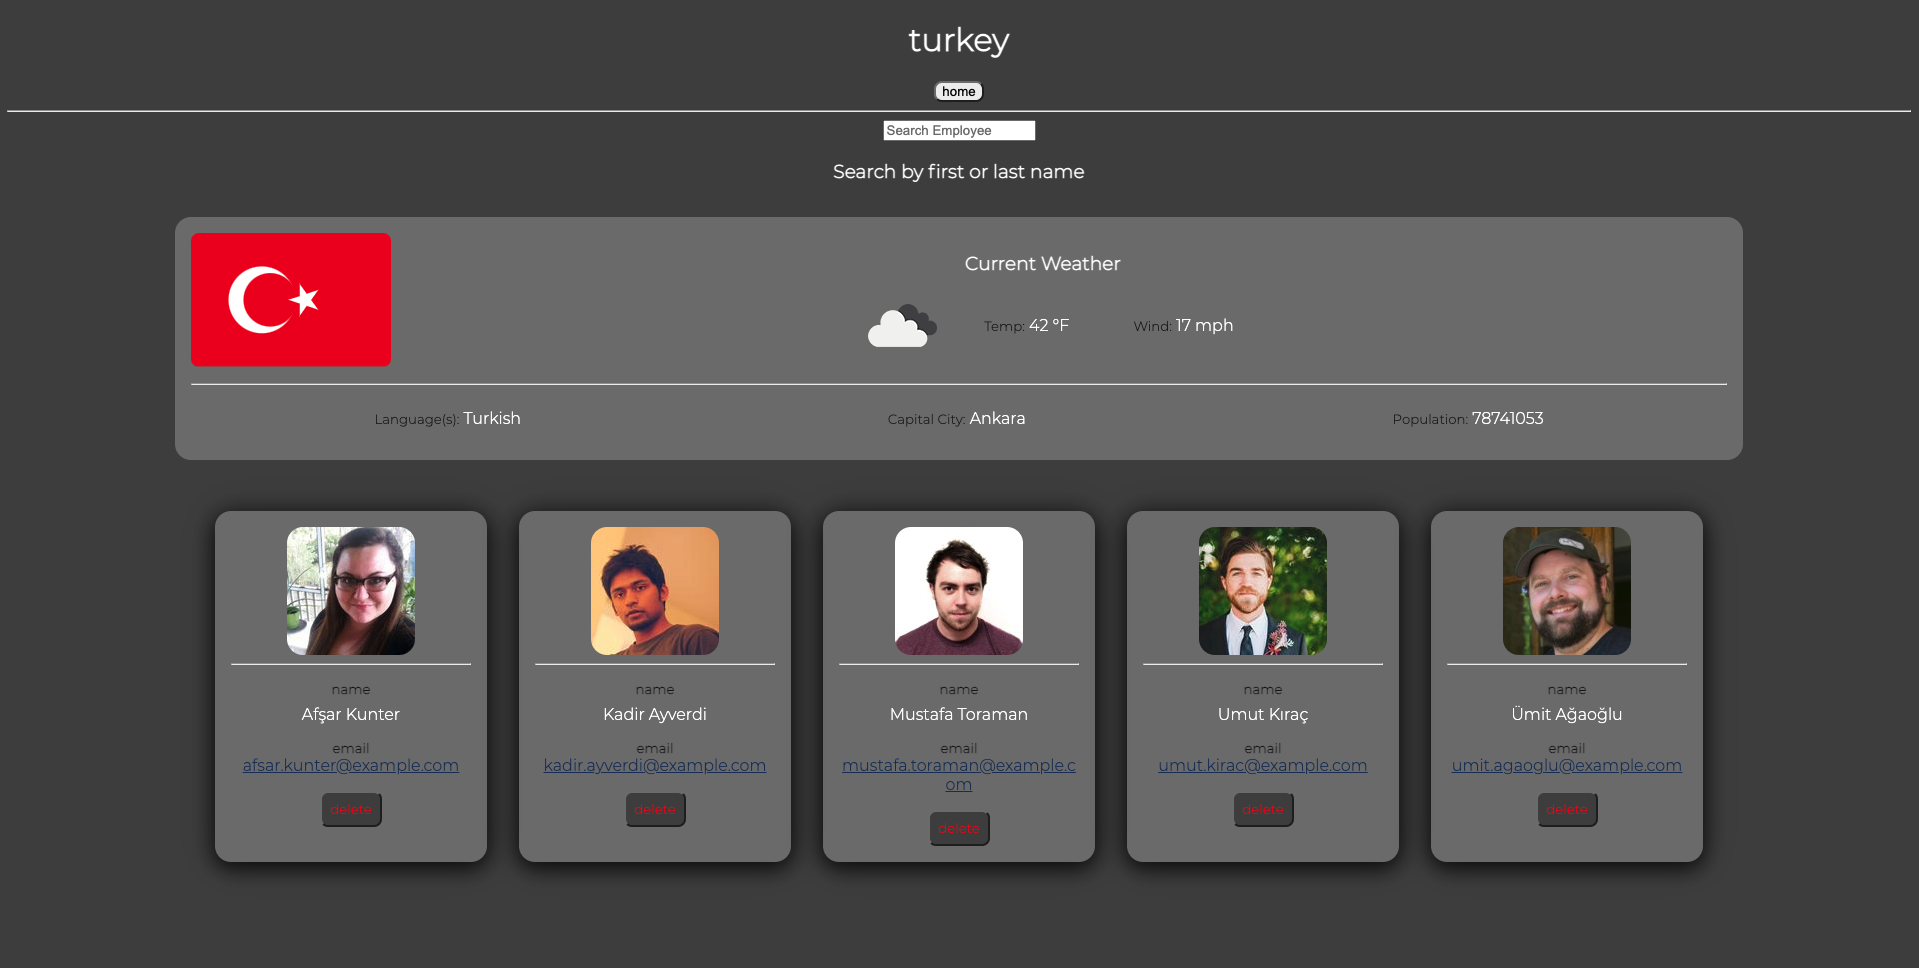 turkey
home
Search Employee
Search by first or last name
Current Weather
Temp: 42 °F Wind: 17 mph
Language(s): Turkish Capital City: Ankara Population: 78741053
name
Afşar Kunter
email
afsar.kunter@example.com
delete
name
Kadir Ayverdi
email
kadir.ayverdi@example.com
delete
name
Mustafa Toraman
email
mustafa.toraman@example.c
om
delete
name
Umut Kıraç
email
umut.kirac@example.com
delete
name
Ümit Ağaoğlu
email
umit.agaoglu@example.com
delete